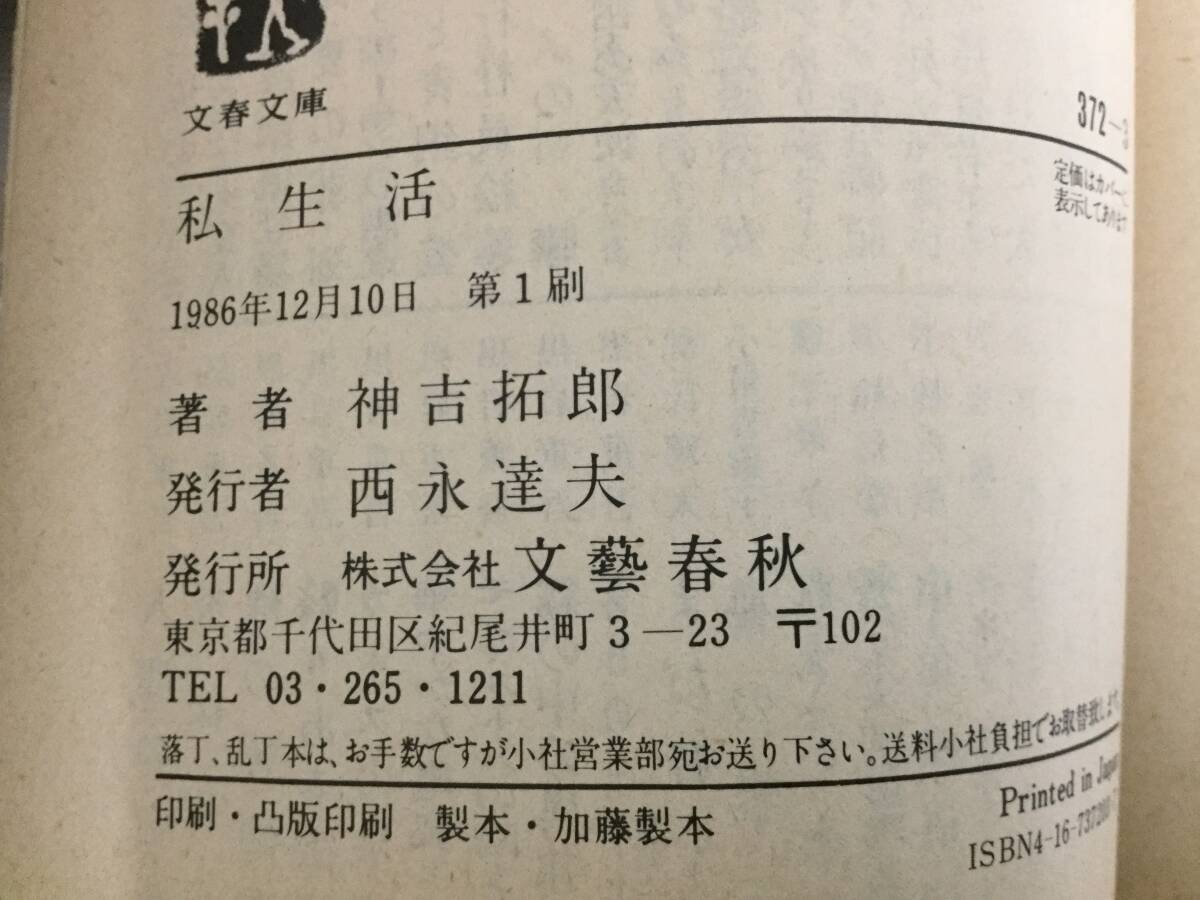 文春文庫
372—3
定価はカバーに
表示してあります
私生活
1986年12月10日 第1刷
著者 神吉拓郎
発行者 西永達夫
発行所 株式会社 文藝春秋
東京都千代田区紀尾井町3—23 〒102
TEL 03・265・1211
落丁、乱丁本は、お手数ですが小社営業部宛お送り下さい。送料小社負担でお取替致します。
印刷・凸版印刷 製本・加藤製本
Printed in Japan